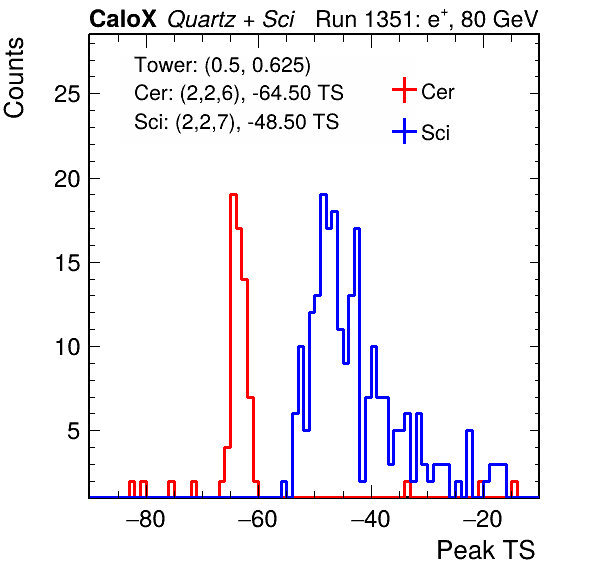 CaloX Quartz + Sci Run 1351: e+, 80 GeV
Counts
Tower: (0.5, 0.625)
Cer: (2,2,6), -64.50 TS
Sci: (2,2,7), -48.50 TS
Cer
Sci
25
20
15
10
5
−80 −60 −40 −20
Peak TS